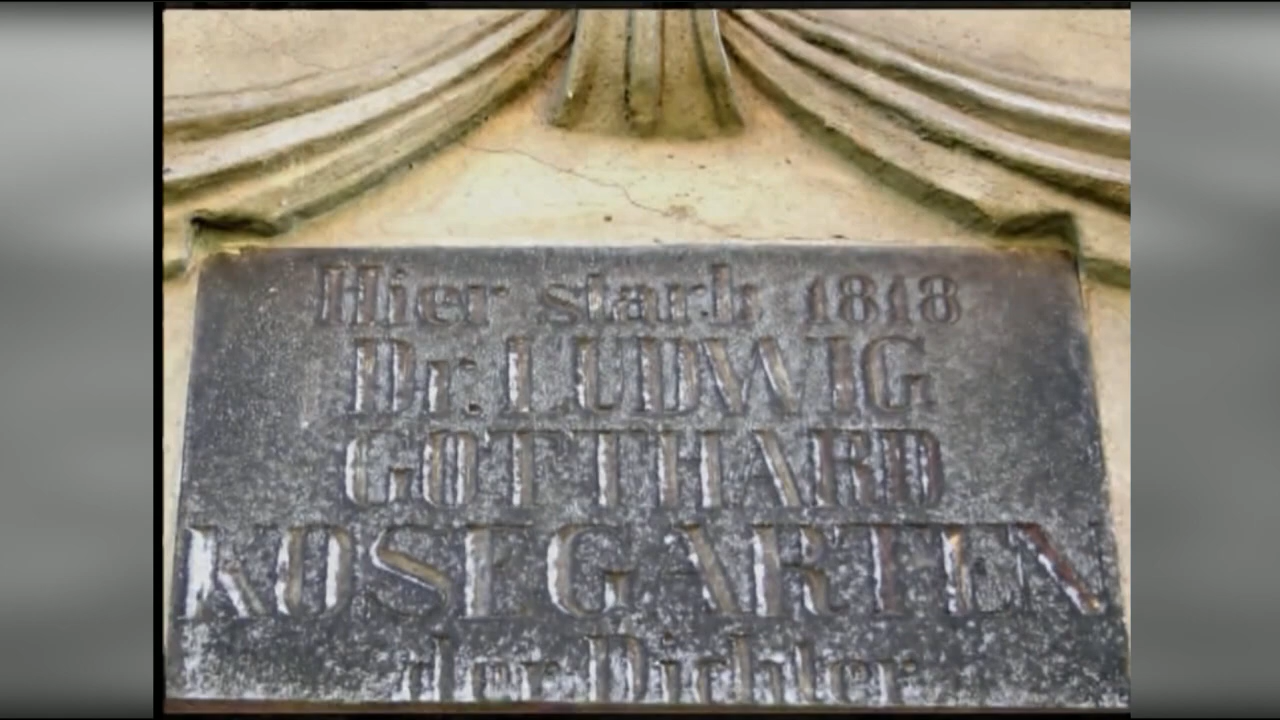 Hier starb 1818
Dr. LUDWIG
GOTTHARD
KOSEGARTEN
der Dichter